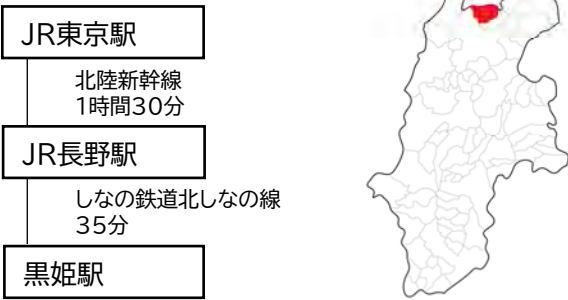 JR東京駅
北陸新幹線
1時間30分
JR長野駅
しなの鉄道北しなの線
35分
黒姫駅